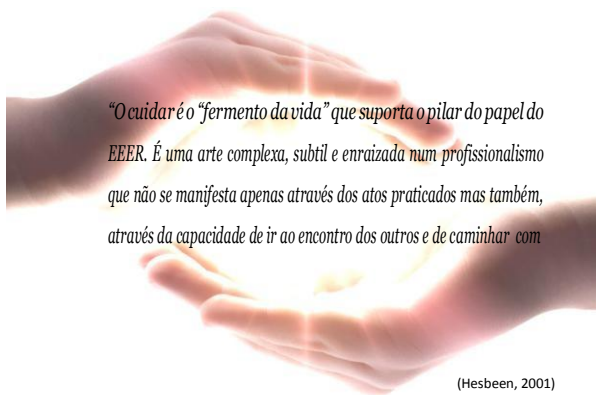 “O cuidar é o “fermento da vida” que suporta o pilar do papel do
EEER. É uma arte complexa, subtil e enraizada num profissionalismo
que não se manifesta apenas através dos atos praticados mas também,
através da capacidade de ir ao encontro dos outros e de caminhar com
(Hesbeen, 2001)